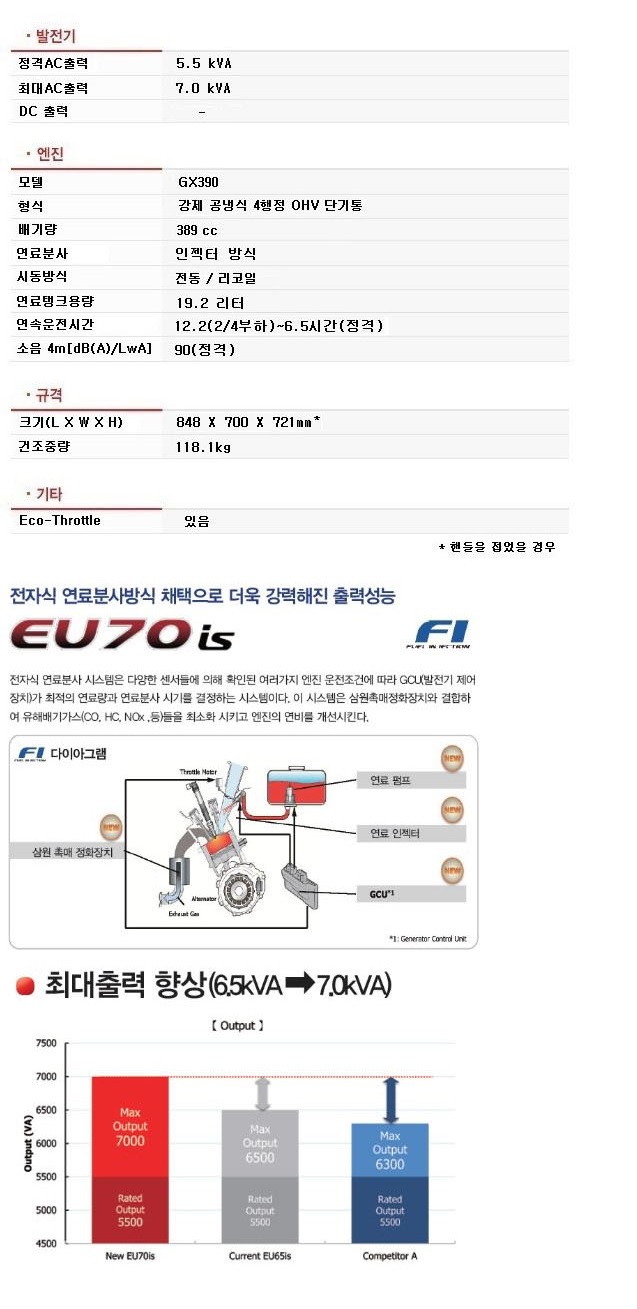 · 발전기
정격AC출력 5.5 kVA
최대AC출력 7.0 kVA
DC 출력 –
· 엔진
모델 GX390
형식 강제 공냉식 4행정 OHV 단기통
배기량 389 cc
연료분사 인젝터 방식
시동방식 전동 / 리코일
연료탱크용량 19.2 리터
연속운전시간 12.2(2/4부하)~6.5시간(정격)
소음 4m[dB(A)/LwA] 90(정격)
· 규격
크기(L X W X H) 848 X 700 X 721mm*
건조중량 118.1kg
· 기타
Eco-Throttle 있음
* 핸들을 접었을 경우
전자식 연료분사방식 채택으로 더욱 강력해진 출력성능
EU70is FI
FUEL INJECTION
전자식 연료분사 시스템은 다양한 센서들에 의해 확인된 여러가지 엔진 운전조건에 따라 GCU(발전기 제어
장치)가 최적의 연료량과 연료분사 시기를 결정하는 시스템이다. 이 시스템은 삼원촉매정화장치와 결합하
여 유해배기가스(CO, HC, NOx ,등)들을 최소화 시키고 엔진의 연비를 개선시킨다.
FI 다이아그램
FUEL INJECTION
NEW
Throttle Motor
연료 펌프
NEW
NEW
연료 인젝터
삼원 촉매 정화장치
NEW
GCU*1
Alternator
Exhaust Gas
*1: Generator Control Unit
최대출력 향상(6.5kVA➡7.0kVA)
【 Output 】
Output (VA)
7500
7000
6500
6000
5500
5000
4500
Max
Output
7000
Rated
Output
5500
Max
Output
6500
Rated
Output
5500
Max
Output
6300
Rated
Output
5500
New EU70is Current EU65is Competitor A